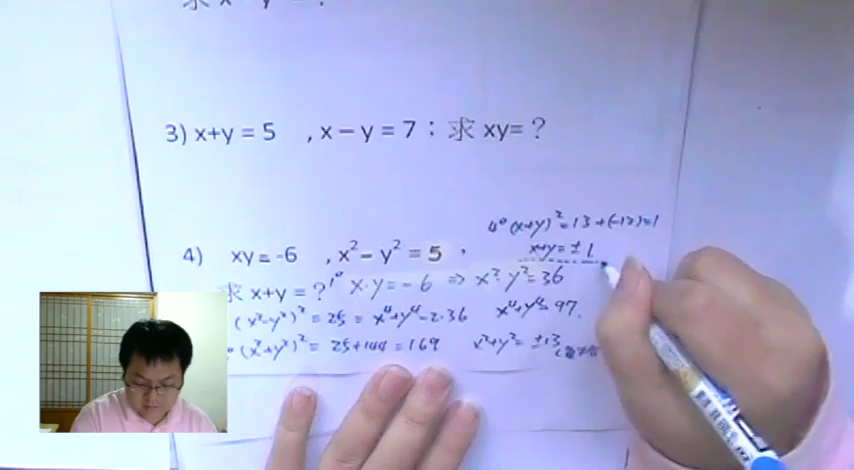 求 x－y = ?
3) x+y = 5 , x－y = 7：求 xy= ?
4° (x+y)² = 13+(-12)=1
x+y= ±1
4) xy = -6 , x²－y² = 5 ,
求 x+y = ? 1° x·y = -6 ⇒ x²·y² = 36
(x²-y²)² = 25 = x⁴+y⁴-2·36 x⁴+y⁴=97.
(x²+y²)² = 25+144=169 x²+y² = ±13